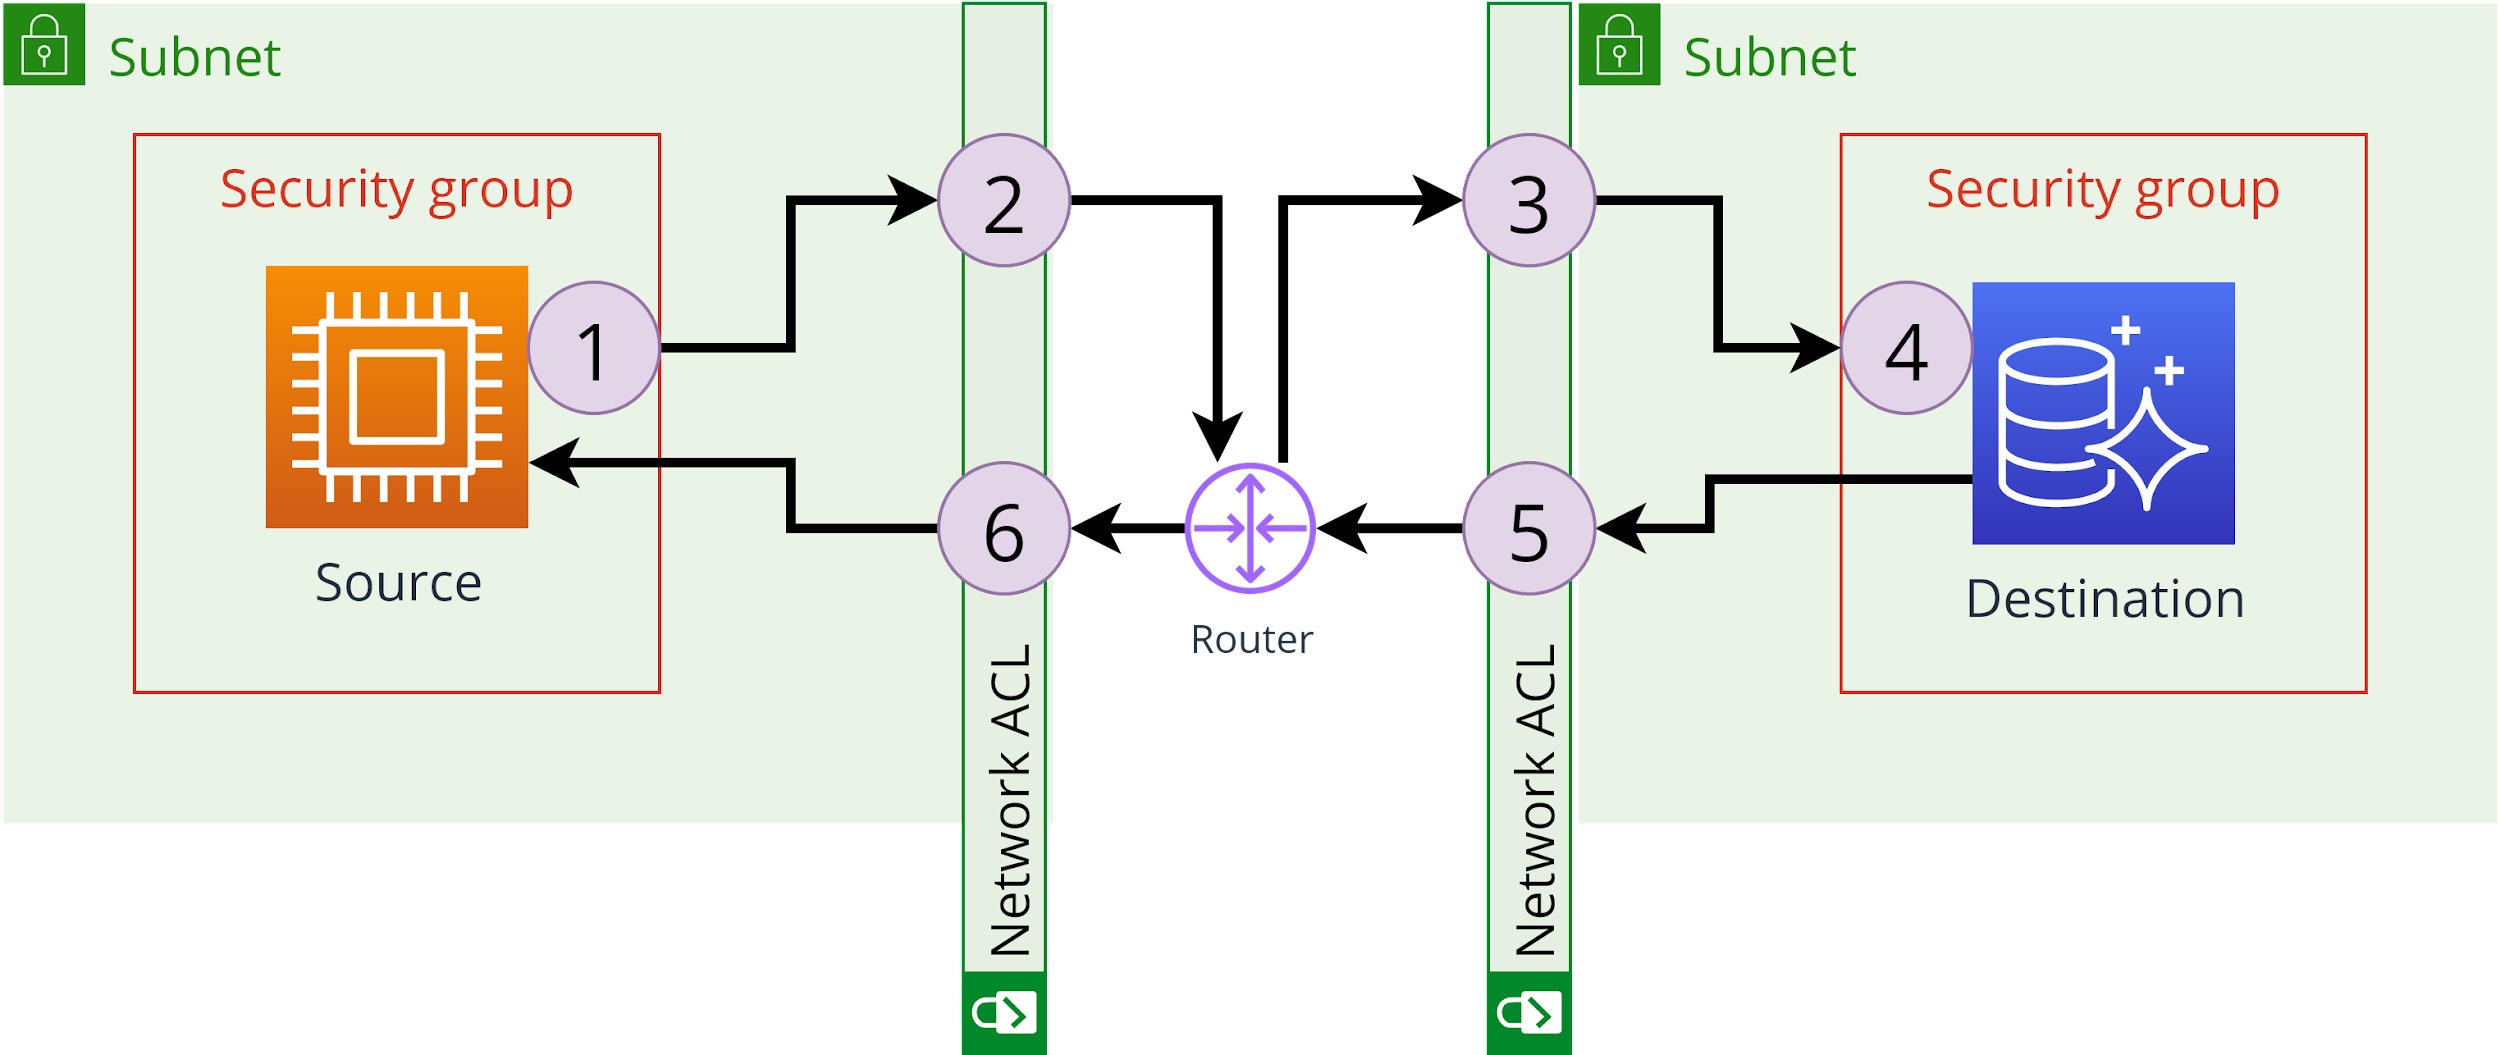 Subnet
Subnet
Security group
Security group
2
3
1
4
6
5
Source
Destination
Router
Network ACL
Network ACL